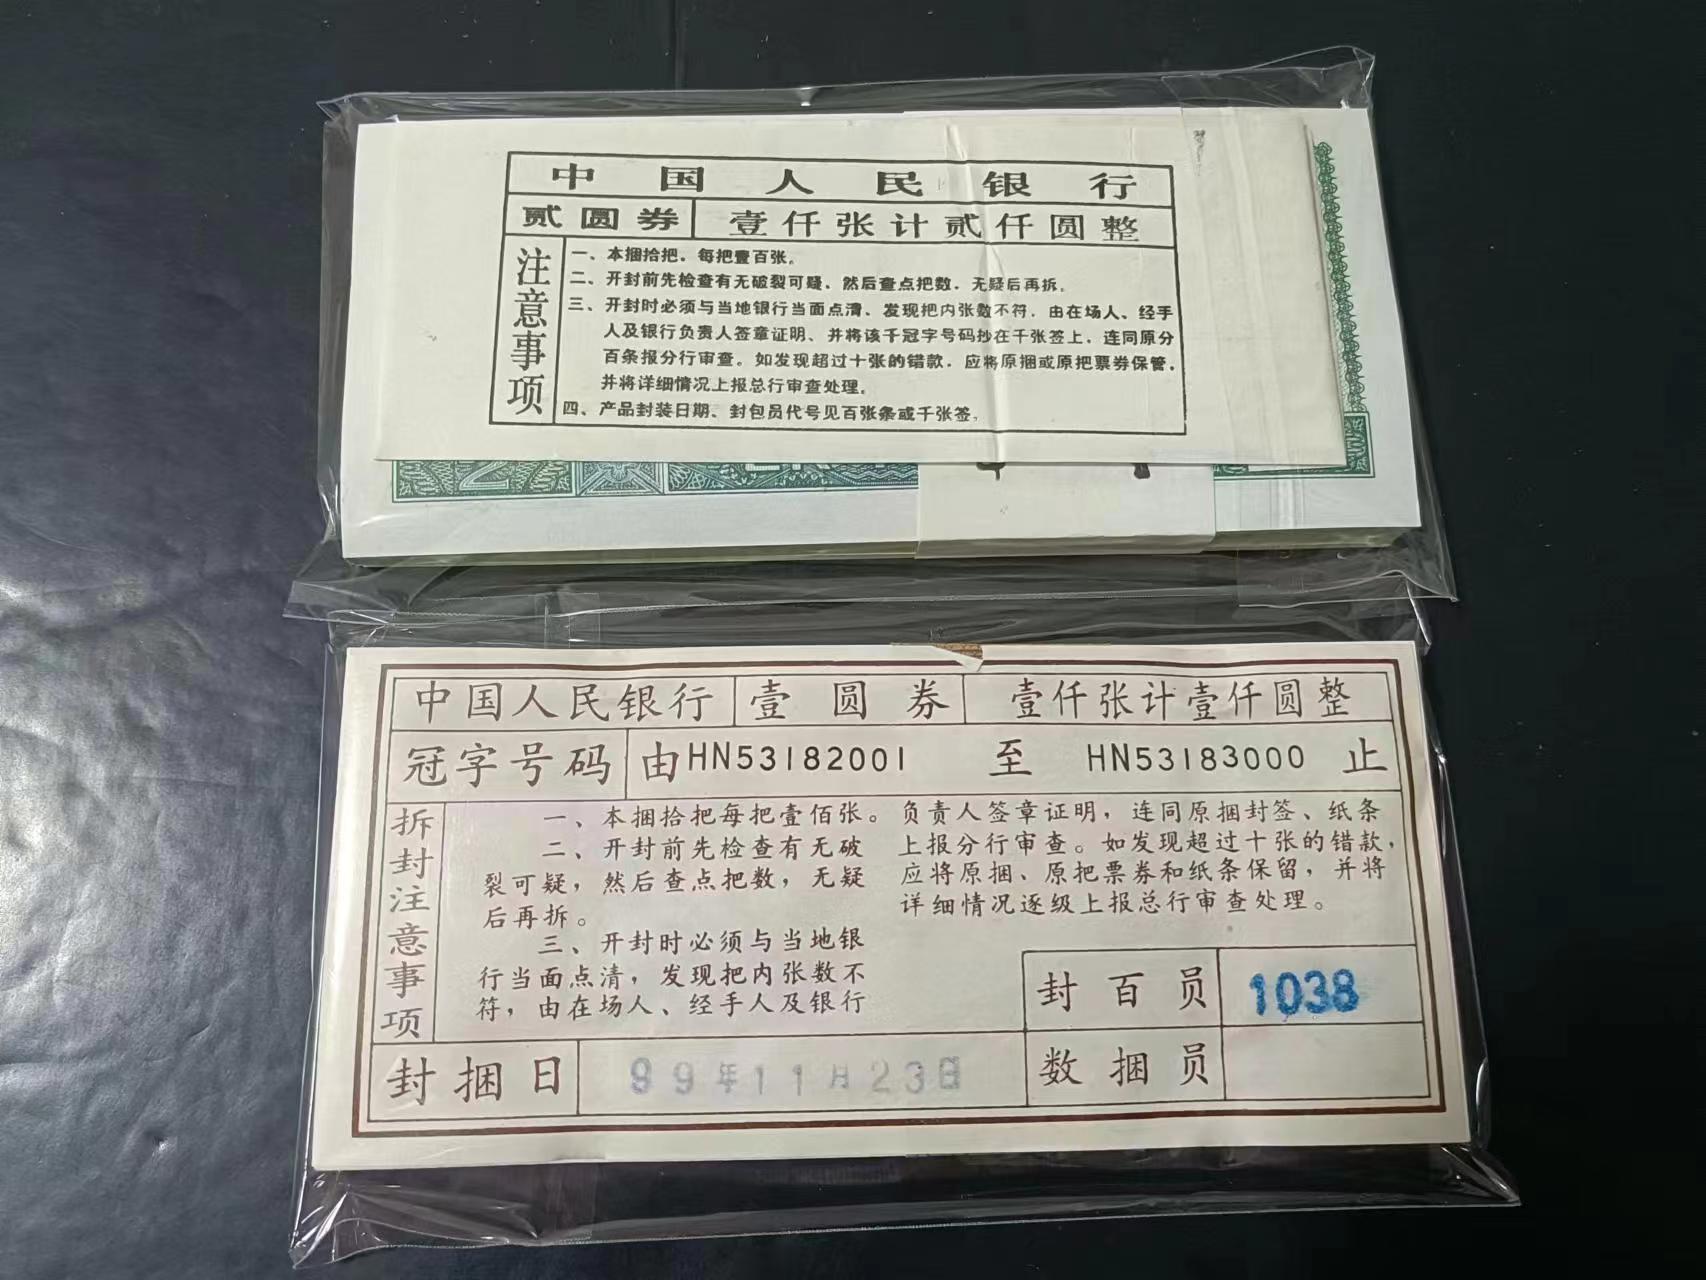 中国人民银行
贰圆券 壹仟张计贰仟圆整
注意事项
一、本捆拾把，每把壹百张。
二、开封前先检查有无破裂可疑、然后查点把数、无疑后再拆。
三、开封时必须与当地银行当面点清、发现把内张数不符，由在场人、经手
人及银行负责人签章证明、并将该千冠字号码抄在千张签上，连同原分
百条报分行审查。如发现超过十张的错款，应将原捆或原把票券保管，
并将详细情况上报总行审查处理。
四、产品封装日期、封包员代号见百张条或千张签。
2
中国人民银行 壹圆券 壹仟张计壹仟圆整
冠字号码 由HN53182001 至 HN53183000 止
拆封注意事项
一、本捆拾把每把壹佰张。
二、开封前先检查有无破
裂可疑，然后查点把数，无疑
后再拆。
三、开封时必须与当地银
行当面点清，发现把内张数不
符，由在场人、经手人及银行
负责人签章证明，连同原捆封签、纸条
上报分行审查。如发现超过十张的错款，
应将原捆、原把票券和纸条保留，并将
详细情况逐级上报总行审查处理。
封百员 1038
封捆日 99年11月23日
数捆员